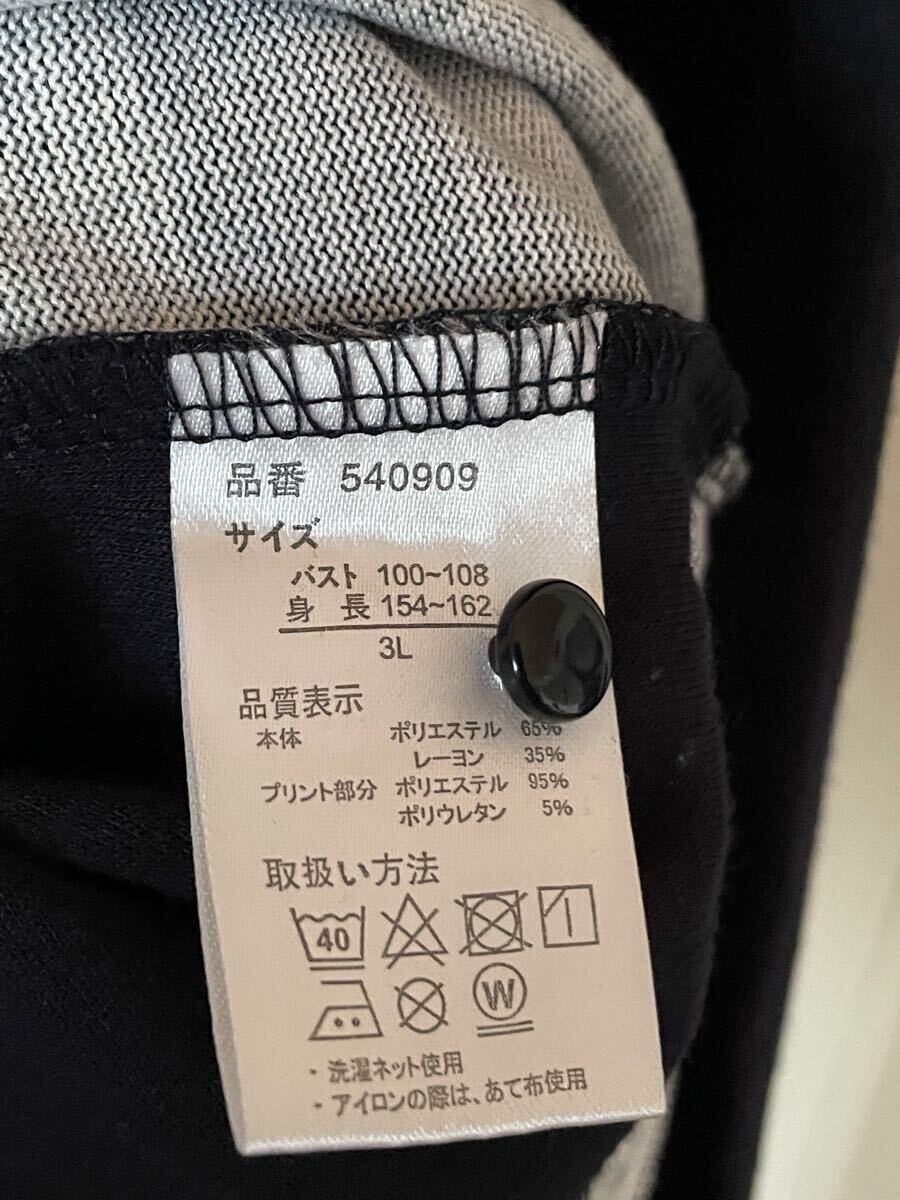 品番 540909
サイズ
バスト 100~108
身 長 154~162
3L
品質表示
本体 ポリエステル 65%
レーヨン 35%
プリント部分 ポリエステル 95%
ポリウレタン 5%
取扱い方法
40
W
・洗濯ネット使用
・アイロンの際は、あて布使用